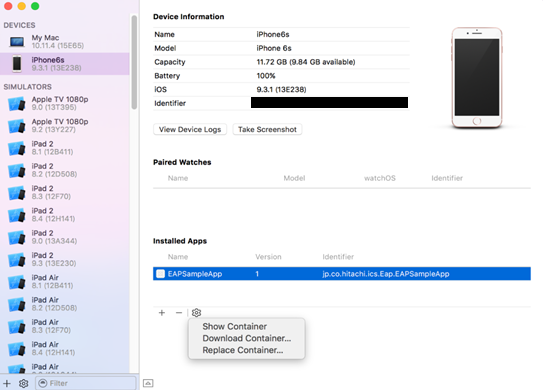 DEVICES
My Mac
10.11.4 (15E65)
iPhone6s
9.3.1 (13E238)
SIMULATORS
Apple TV 1080p
9.0 (13T395)
Apple TV 1080p
9.2 (13Y227)
iPad 2
8.1 (12B411)
iPad 2
8.2 (12D508)
iPad 2
8.3 (12F70)
iPad 2
8.4 (12H141)
iPad 2
9.0 (13A344)
iPad 2
9.3 (13E230)
iPad Air
8.1 (12B411)
iPad Air
8.2 (12D508)
iPad Air
8.3 (12F70)
iPad Air
8.4 (12H141)
iPad Air
9.0 (13A344)
Filter
Device Information
Name iPhone6s
Model iPhone 6s
Capacity 11.72 GB (9.84 GB available)
Battery 100%
iOS 9.3.1 (13E238)
Identifier
View Device Logs Take Screenshot
Paired Watches
Name Model watchOS Identifier
Installed Apps
Name Version Identifier
EAPSampleApp 1 jp.co.hitachi.ics.Eap.EAPSampleApp
Show Container
Download Container...
Replace Container...